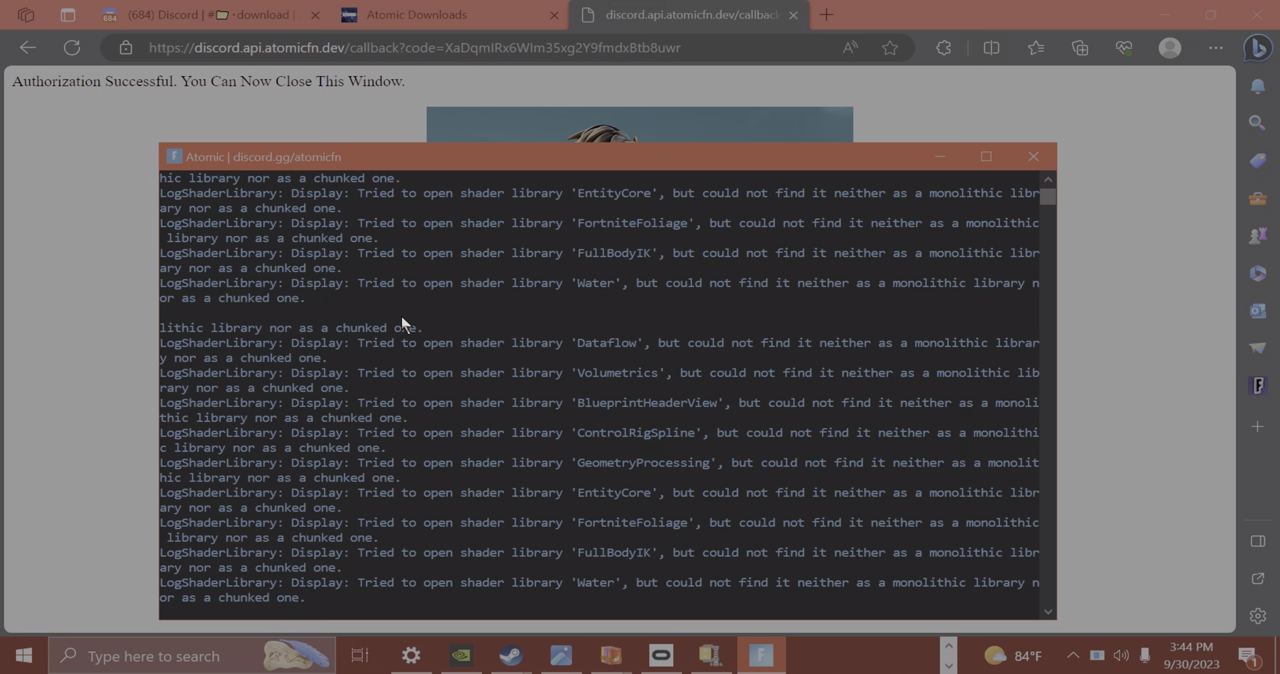 (684) Discord | #📁・download |
Atomic Downloads
discord.api.atomicfn.dev/callback
684
https://discord.api.atomicfn.dev/callback?code=XaDqmIRx6WIm35xg2Y9fmdxBtb8uwr
Authorization Successful. You Can Now Close This Window.
Atomic | discord.gg/atomicfn
hic library nor as a chunked one.
LogShaderLibrary: Display: Tried to open shader library 'EntityCore', but could not find it neither as a monolithic libr
ary nor as a chunked one.
LogShaderLibrary: Display: Tried to open shader library 'FortniteFoliage', but could not find it neither as a monolithic
 library nor as a chunked one.
LogShaderLibrary: Display: Tried to open shader library 'FullBodyIK', but could not find it neither as a monolithic libr
ary nor as a chunked one.
LogShaderLibrary: Display: Tried to open shader library 'Water', but could not find it neither as a monolithic library n
or as a chunked one.
lithic library nor as a chunked one.
LogShaderLibrary: Display: Tried to open shader library 'Dataflow', but could not find it neither as a monolithic librar
y nor as a chunked one.
LogShaderLibrary: Display: Tried to open shader library 'Volumetrics', but could not find it neither as a monolithic lib
rary nor as a chunked one.
LogShaderLibrary: Display: Tried to open shader library 'BlueprintHeaderView', but could not find it neither as a monoli
thic library nor as a chunked one.
LogShaderLibrary: Display: Tried to open shader library 'ControlRigSpline', but could not find it neither as a monolithi
c library nor as a chunked one.
LogShaderLibrary: Display: Tried to open shader library 'GeometryProcessing', but could not find it neither as a monolit
hic library nor as a chunked one.
LogShaderLibrary: Display: Tried to open shader library 'EntityCore', but could not find it neither as a monolithic libr
ary nor as a chunked one.
LogShaderLibrary: Display: Tried to open shader library 'FortniteFoliage', but could not find it neither as a monolithic
 library nor as a chunked one.
LogShaderLibrary: Display: Tried to open shader library 'FullBodyIK', but could not find it neither as a monolithic libr
ary nor as a chunked one.
LogShaderLibrary: Display: Tried to open shader library 'Water', but could not find it neither as a monolithic library n
or as a chunked one.
Type here to search
84°F
3:44 PM
9/30/2023
1